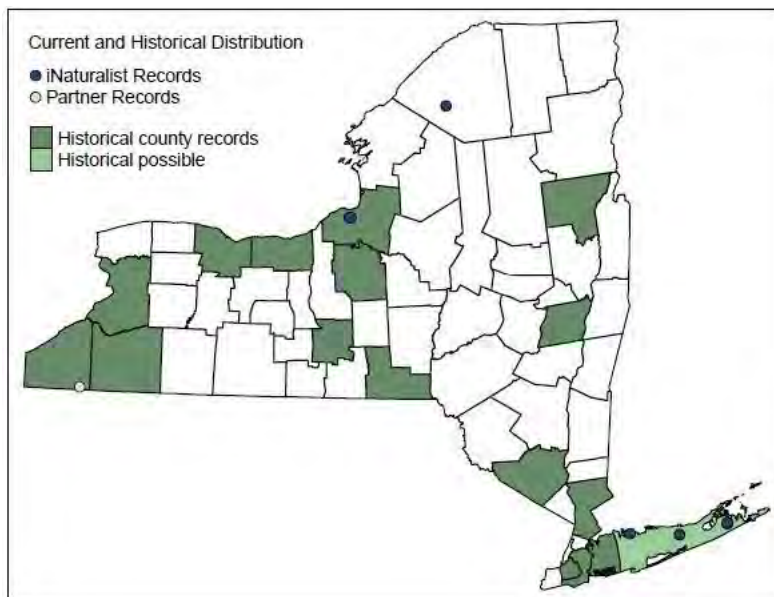 Current and Historical Distribution
iNaturalist Records
Partner Records
Historical county records
Historical possible